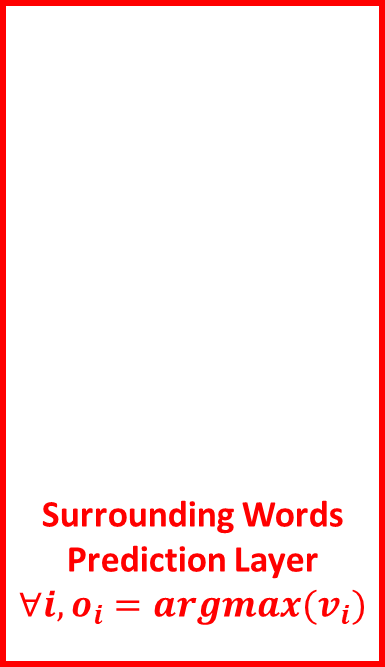 Surrounding Words
Prediction Layer
∀i, oᵢ = argmax(vᵢ)